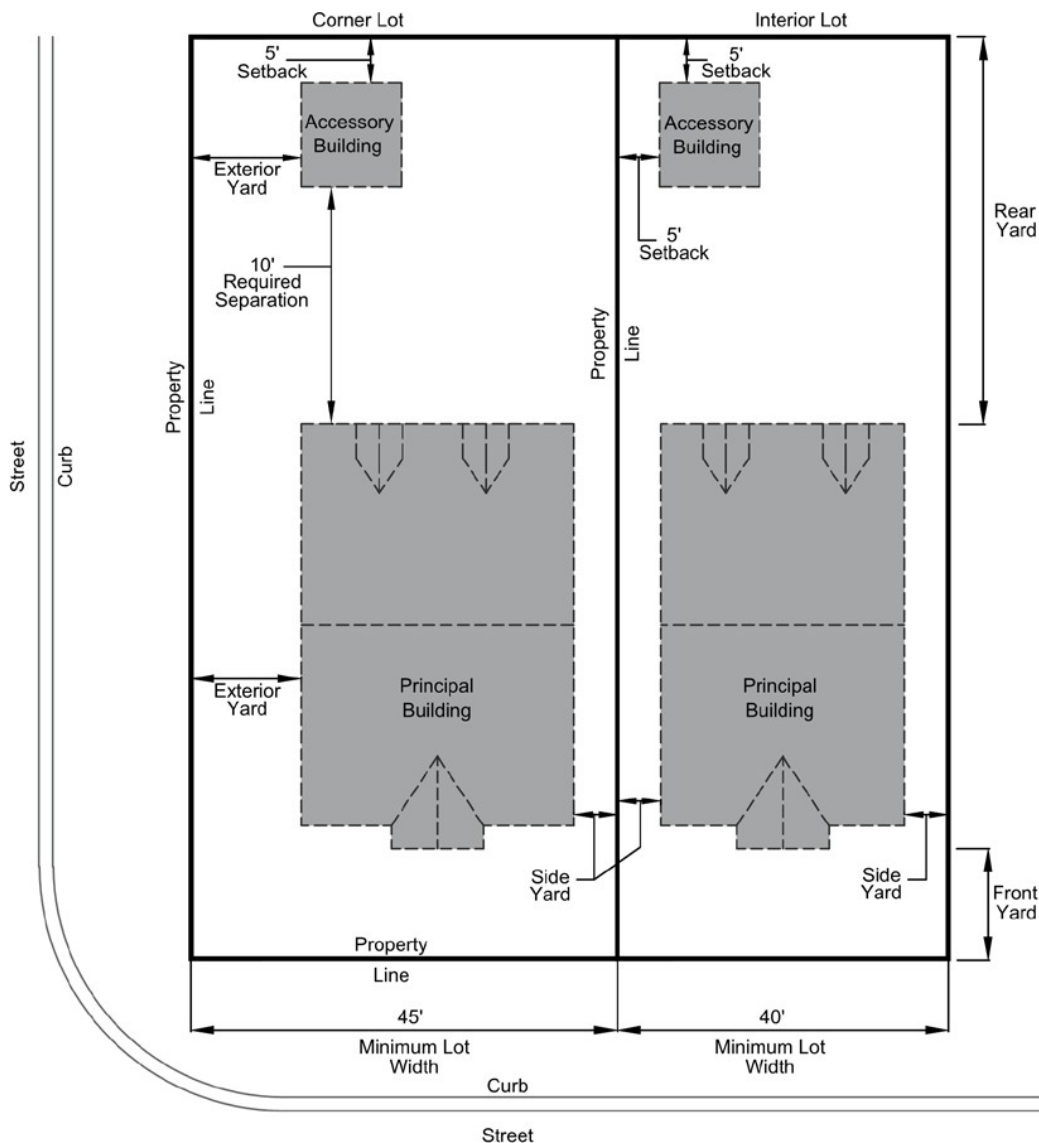 Corner Lot
Interior Lot
5'
Setback
5'
Setback
Accessory
Building
Accessory
Building
Exterior
Yard
5'
Setback
Rear
Yard
10'
Required
Separation
Property
Line
Property
Line
Street
Curb
Exterior
Yard
Principal
Building
Principal
Building
Side
Yard
Side
Yard
Front
Yard
Property
Line
45'
Minimum Lot
Width
40'
Minimum Lot
Width
Curb
Street